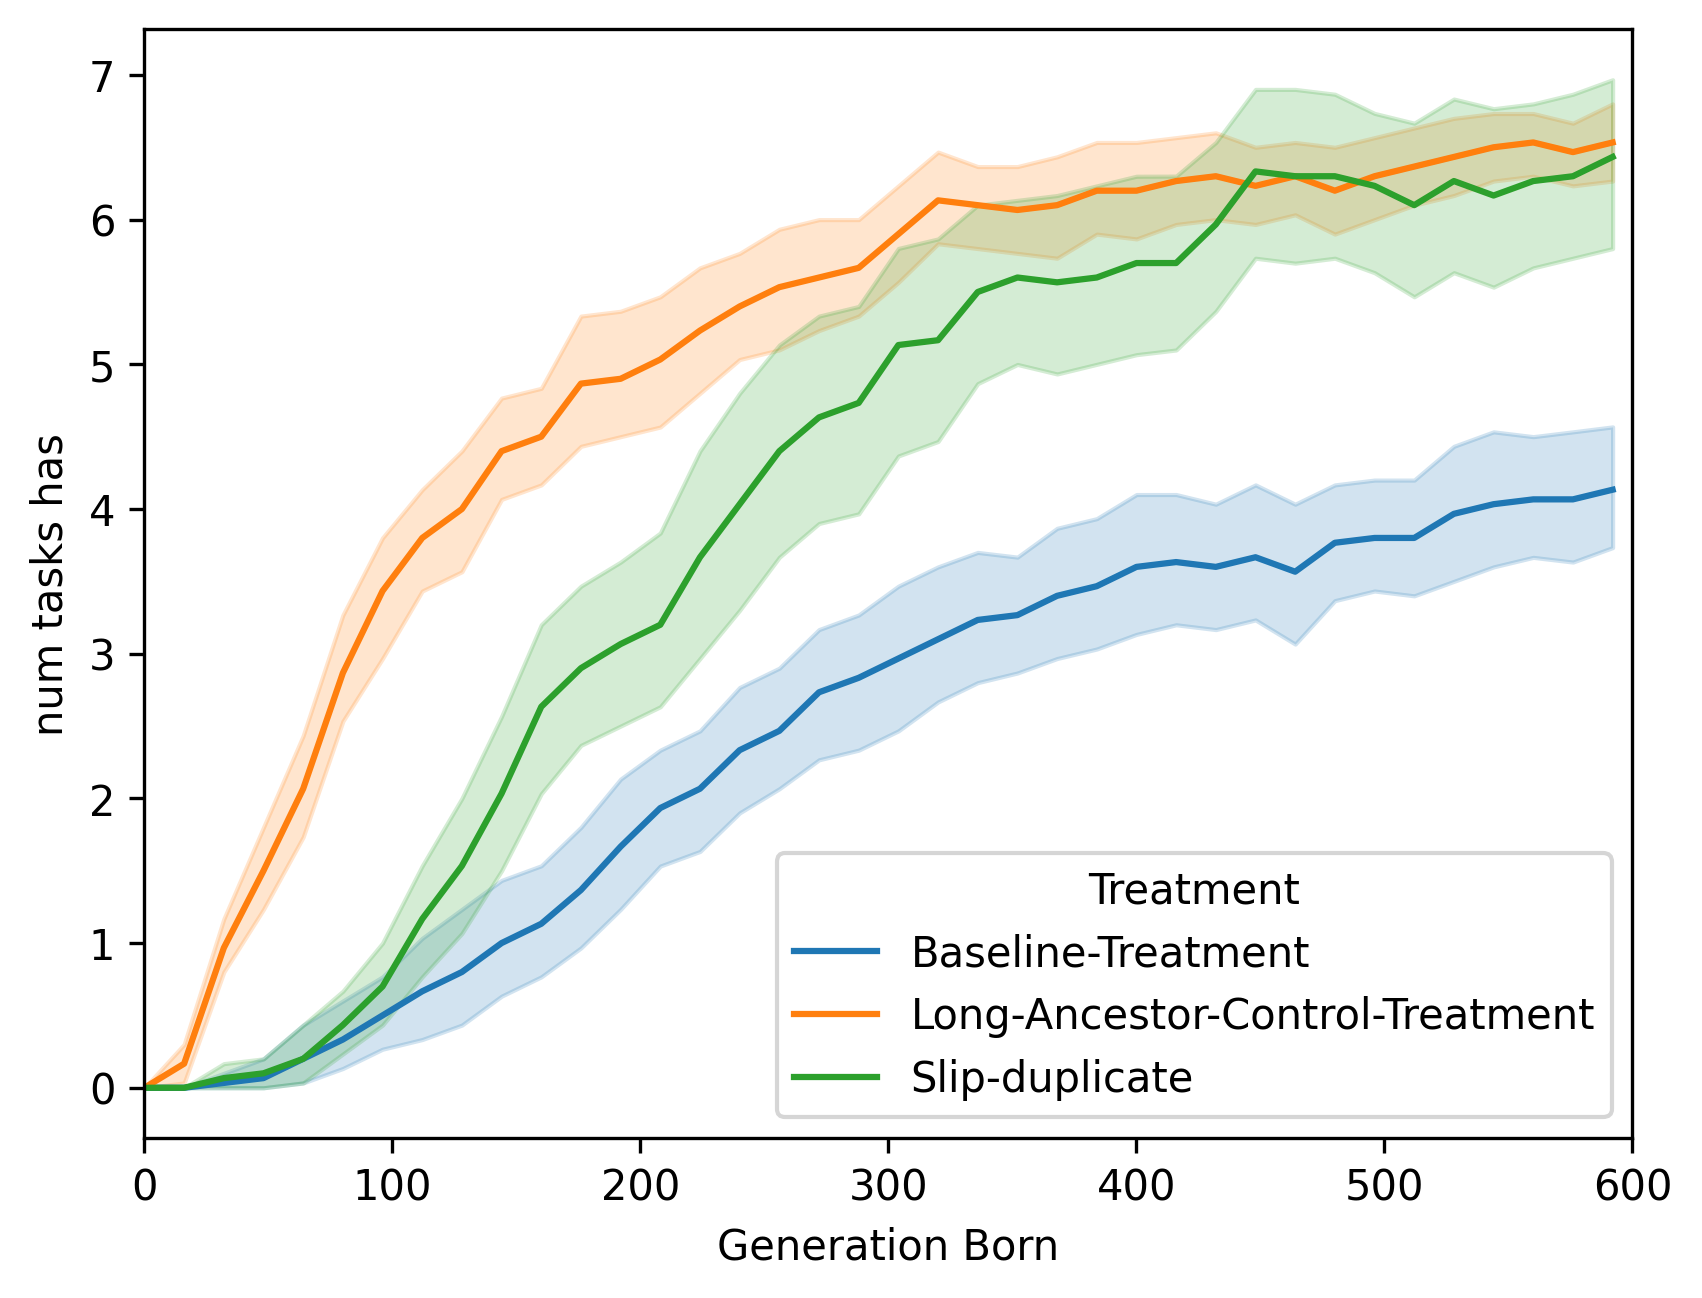 7
6
5
4
3
2
1
0
num tasks has
Treatment
Baseline-Treatment
Long-Ancestor-Control-Treatment
Slip-duplicate
0 100 200 300 400 500 600
Generation Born